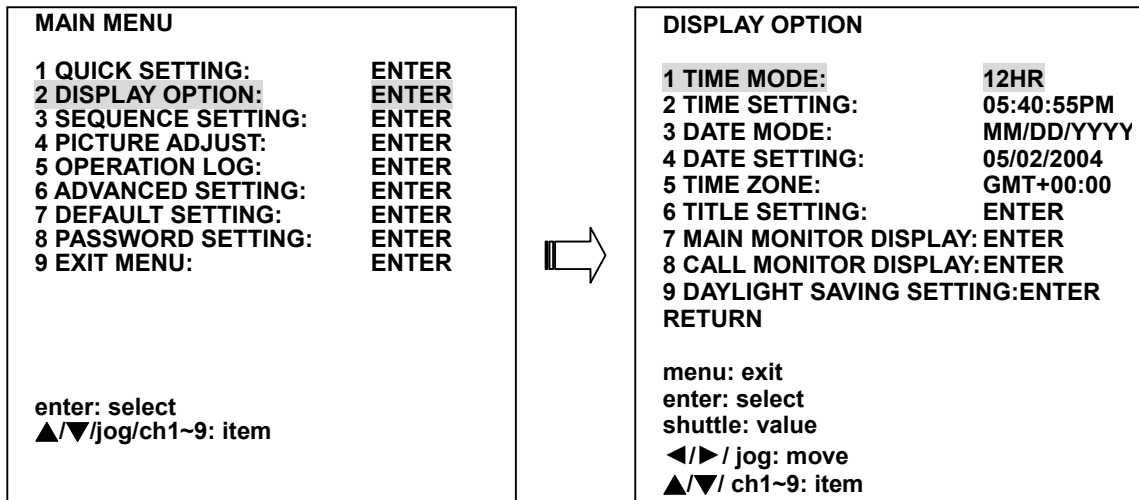 MAIN MENU
1 QUICK SETTING: ENTER
2 DISPLAY OPTION: ENTER
3 SEQUENCE SETTING: ENTER
4 PICTURE ADJUST: ENTER
5 OPERATION LOG: ENTER
6 ADVANCED SETTING: ENTER
7 DEFAULT SETTING: ENTER
8 PASSWORD SETTING: ENTER
9 EXIT MENU: ENTER
enter: select
▲/▼/jog/ch1~9: item
DISPLAY OPTION
1 TIME MODE: 12HR
2 TIME SETTING: 05:40:55PM
3 DATE MODE: MM/DD/YYYY
4 DATE SETTING: 05/02/2004
5 TIME ZONE: GMT+00:00
6 TITLE SETTING: ENTER
7 MAIN MONITOR DISPLAY: ENTER
8 CALL MONITOR DISPLAY: ENTER
9 DAYLIGHT SAVING SETTING:ENTER
RETURN
menu: exit
enter: select
shuttle: value
◄/► / jog: move
▲/▼/ ch1~9: item